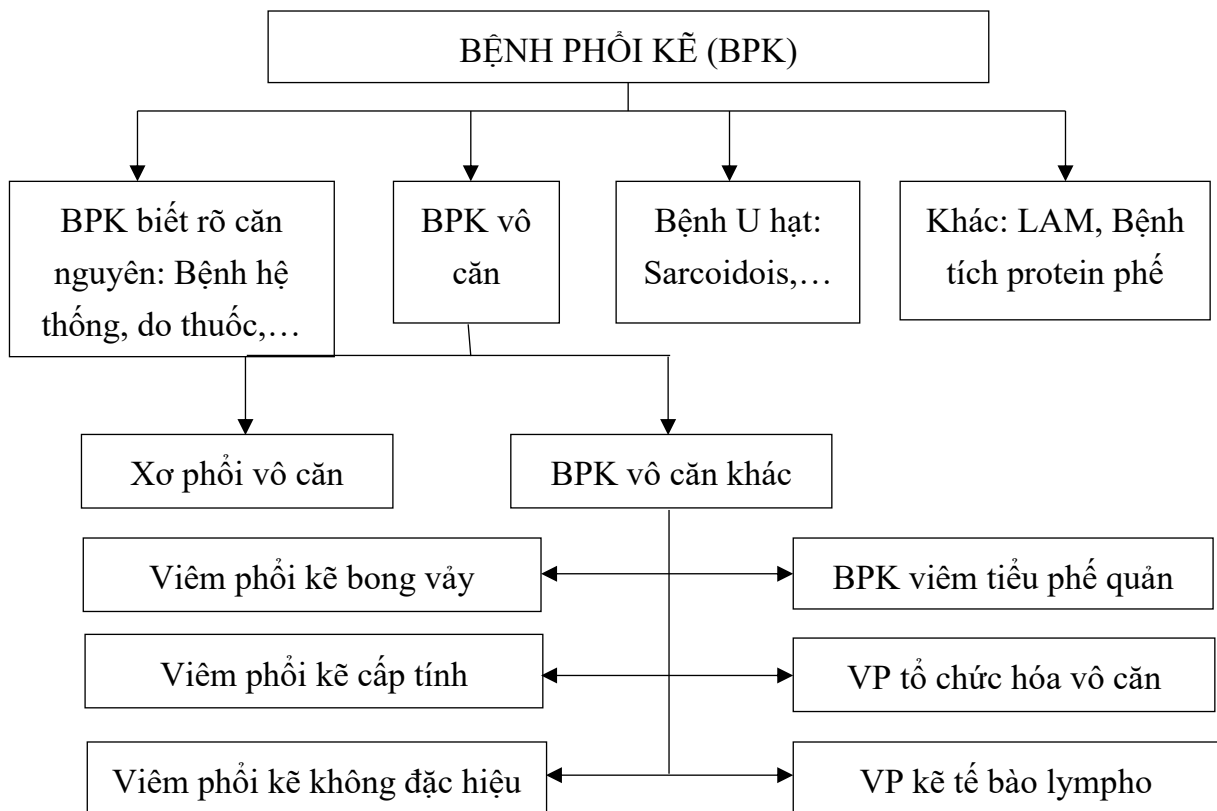 BỆNH PHỔI KẼ (BPK)
BPK biết rõ căn
nguyên: Bệnh hệ
thống, do thuốc,…
BPK vô
căn
Bệnh U hạt:
Sarcoidois,…
Khác: LAM, Bệnh
tích protein phế
Xơ phổi vô căn
BPK vô căn khác
Viêm phổi kẽ bong vảy
BPK viêm tiểu phế quản
Viêm phổi kẽ cấp tính
VP tổ chức hóa vô căn
Viêm phổi kẽ không đặc hiệu
VP kẽ tế bào lympho